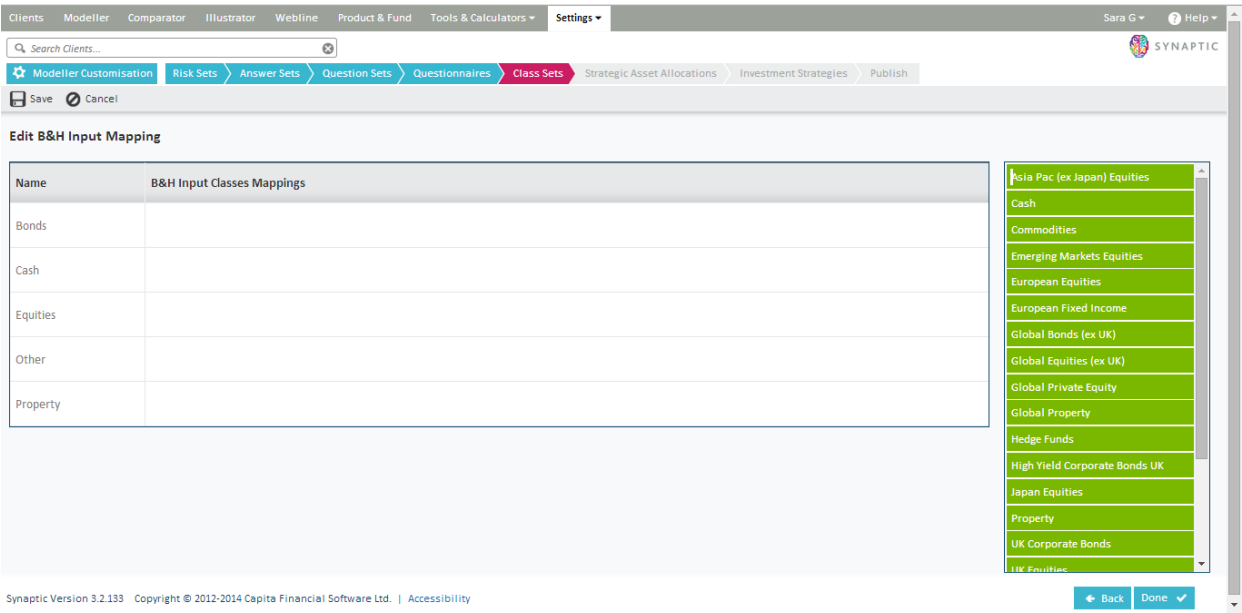 Clients Modeller Comparator Illustrator Webline Product & Fund Tools & Calculators Settings Sara G Help
Search Clients...
SYNAPTIC
Modeller Customisation Risk Sets Answer Sets Question Sets Questionnaires Class Sets Strategic Asset Allocations Investment Strategies Publish
Save Cancel
Edit B&H Input Mapping
Name B&H Input Classes Mappings
Bonds
Cash
Equities
Other
Property
Asia Pac (ex Japan) Equities
Cash
Commodities
Emerging Markets Equities
European Equities
European Fixed Income
Global Bonds (ex UK)
Global Equities (ex UK)
Global Private Equity
Global Property
Hedge Funds
High Yield Corporate Bonds UK
Japan Equities
Property
UK Corporate Bonds
UK Equities
Synaptic Version 3.2.133 Copyright © 2012-2014 Capita Financial Software Ltd. | Accessibility
Back Done